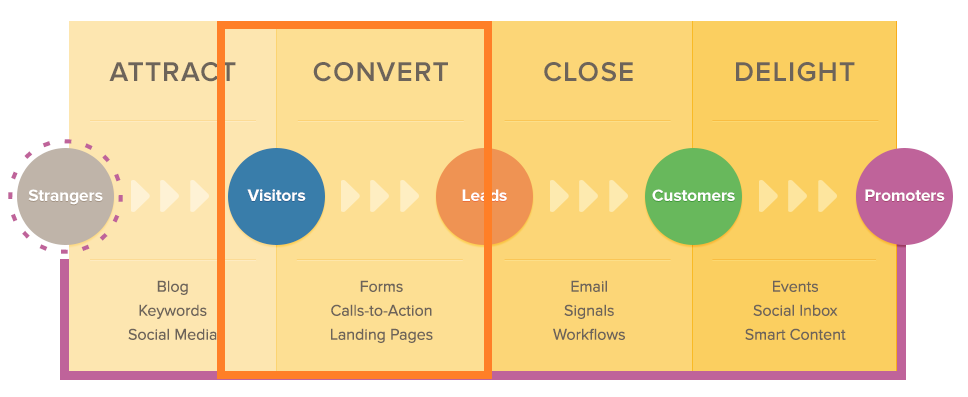 ATTRACT
CONVERT
CLOSE
DELIGHT
Strangers
Visitors
Leads
Customers
Promoters
Blog
Keywords
Social Media
Forms
Calls-to-Action
Landing Pages
Email
Signals
Workflows
Events
Social Inbox
Smart Content